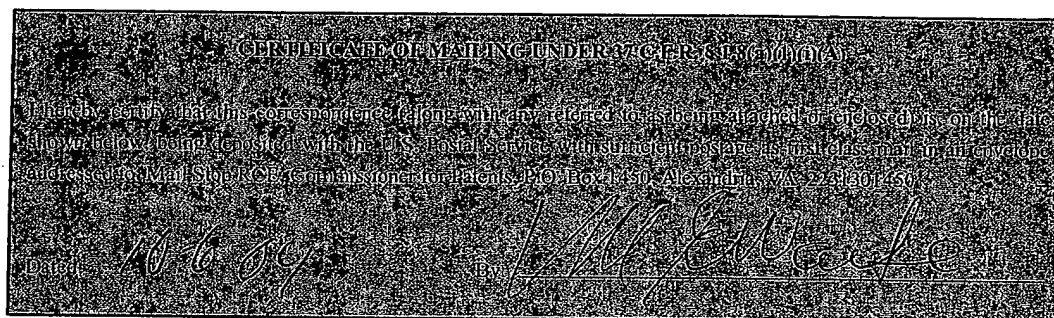 CERTIFICATE OF MAILING UNDER 37 C.F.R. § 1.8(a)(1)(i)(A)
I hereby certify that this correspondence (along with any referred to as being attached or enclosed) is, on the date
shown below, being deposited with the U.S. Postal Service with sufficient postage as first class mail in an envelope
addressed to: Mail Stop RCE, Commissioner for Patents, P.O. Box 1450, Alexandria, VA 22313-1450.
Dated:
By: